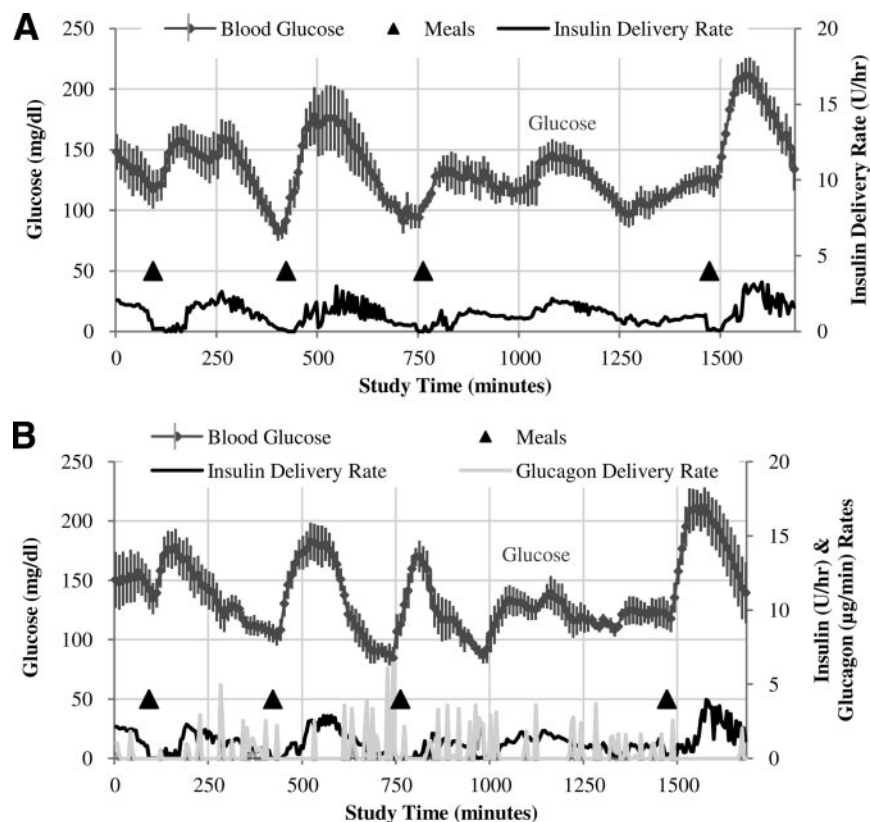 A
Blood Glucose ▲ Meals Insulin Delivery Rate
250 20
200 15
150 10
100
50 5
0 0
Glucose
Glucose (mg/dl)
Insulin Delivery Rate (U/hr)
0 250 500 750 1000 1250 1500
Study Time (minutes)
B
Blood Glucose ▲ Meals
Insulin Delivery Rate Glucagon Delivery Rate
250 20
200 15
150 10
100
50 5
0 0
Glucose
Glucose (mg/dl)
Insulin (U/hr) &
Glucagon (µg/min) Rates
0 250 500 750 1000 1250 1500
Study Time (minutes)